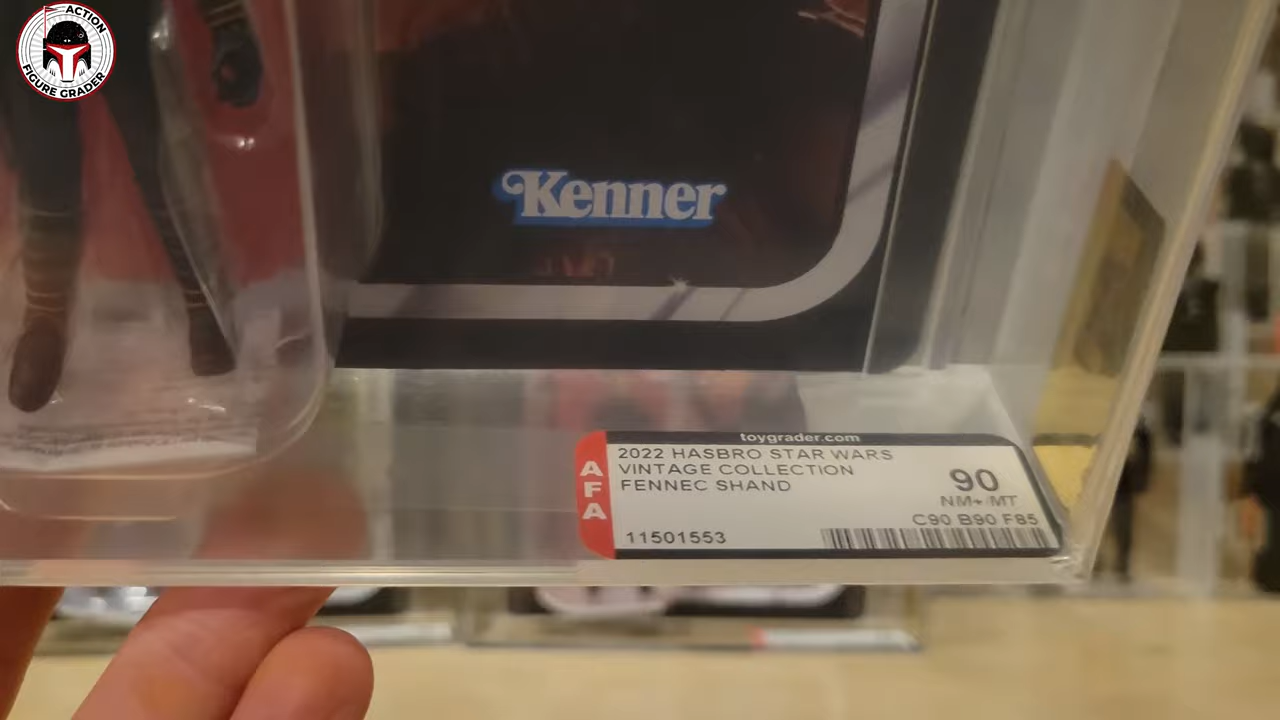 ACTION
FIGURE GRADER
Kenner
toygrader.com
AFA
2022 HASBRO STAR WARS
VINTAGE COLLECTION
FENNEC SHAND
90
NM+/MT
C90 B90 F85
11501553